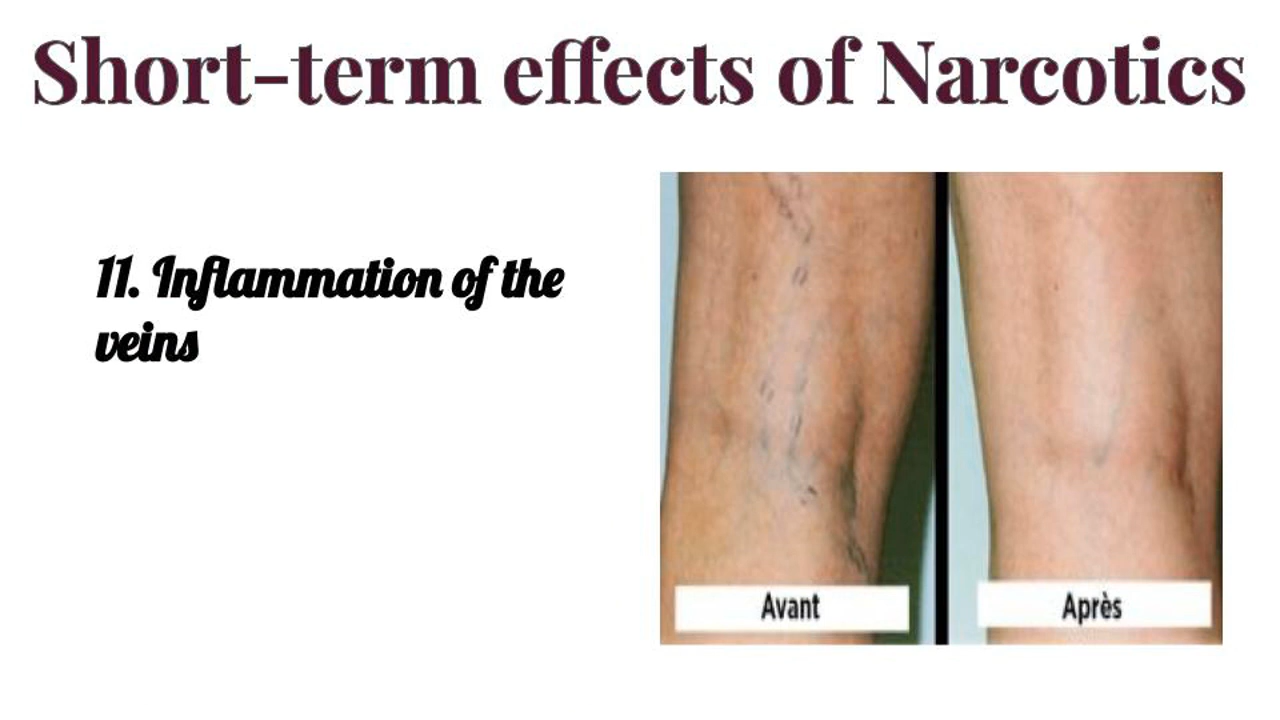 Short-term effects of Narcotics
11. Inflammation of the
veins
Avant
Après